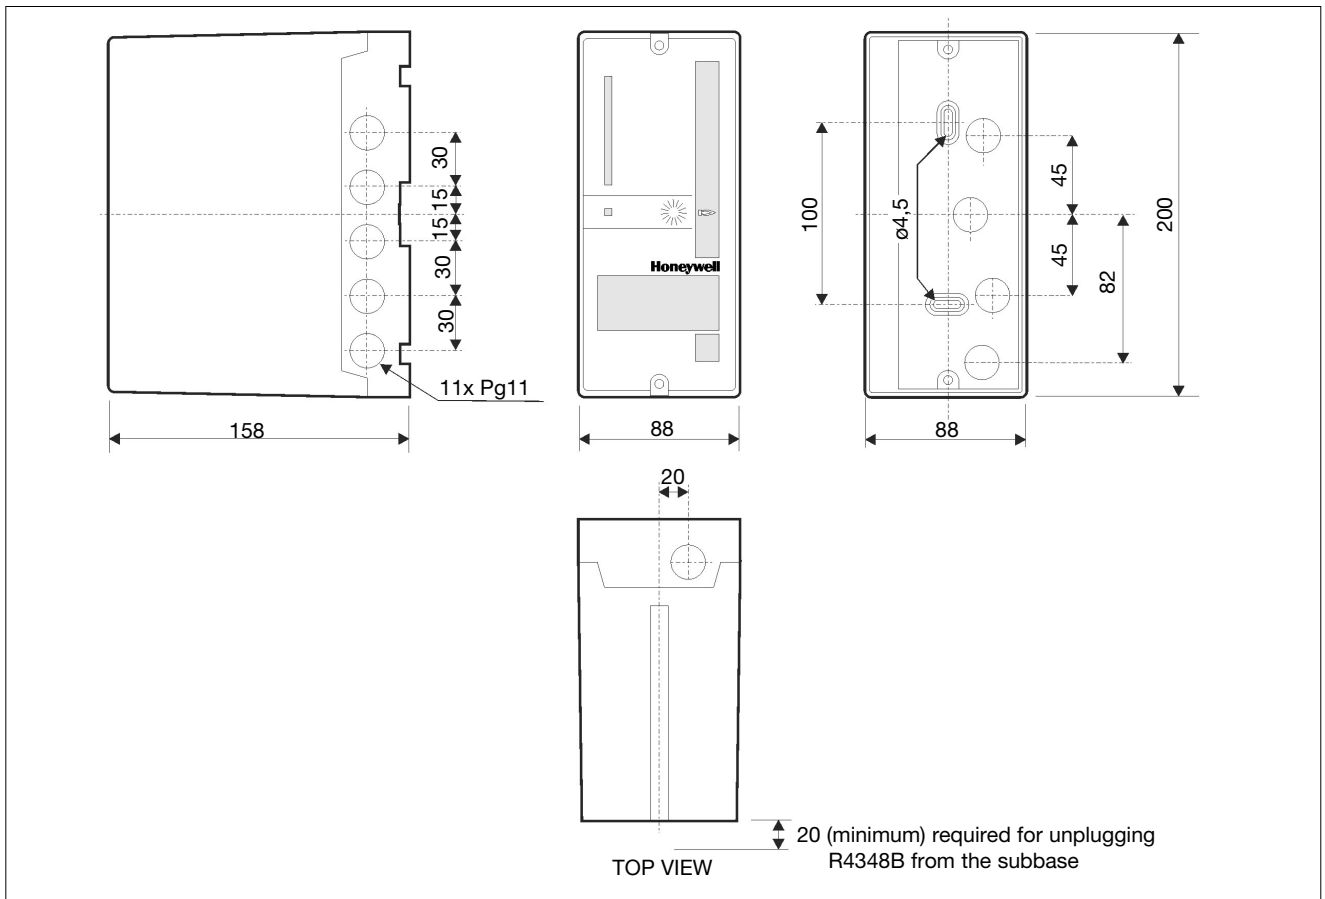 30
15
15
30
30
11x Pg11
158
Honeywell
88
100
ø4,5
45
45
82
200
88
20
20 (minimum) required for unplugging
R4348B from the subbase
TOP VIEW